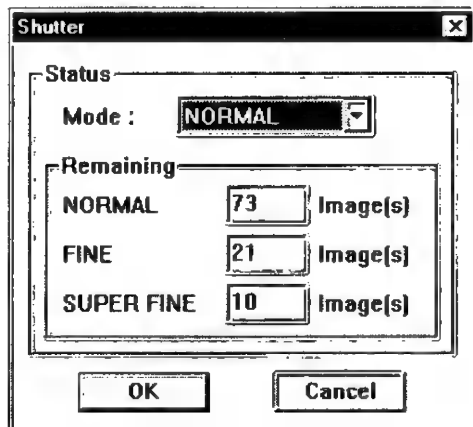 Shutter
Status
Mode : NORMAL
Remaining
NORMAL 73 Image(s)
FINE 21 Image(s)
SUPER FINE 10 Image(s)
OK Cancel